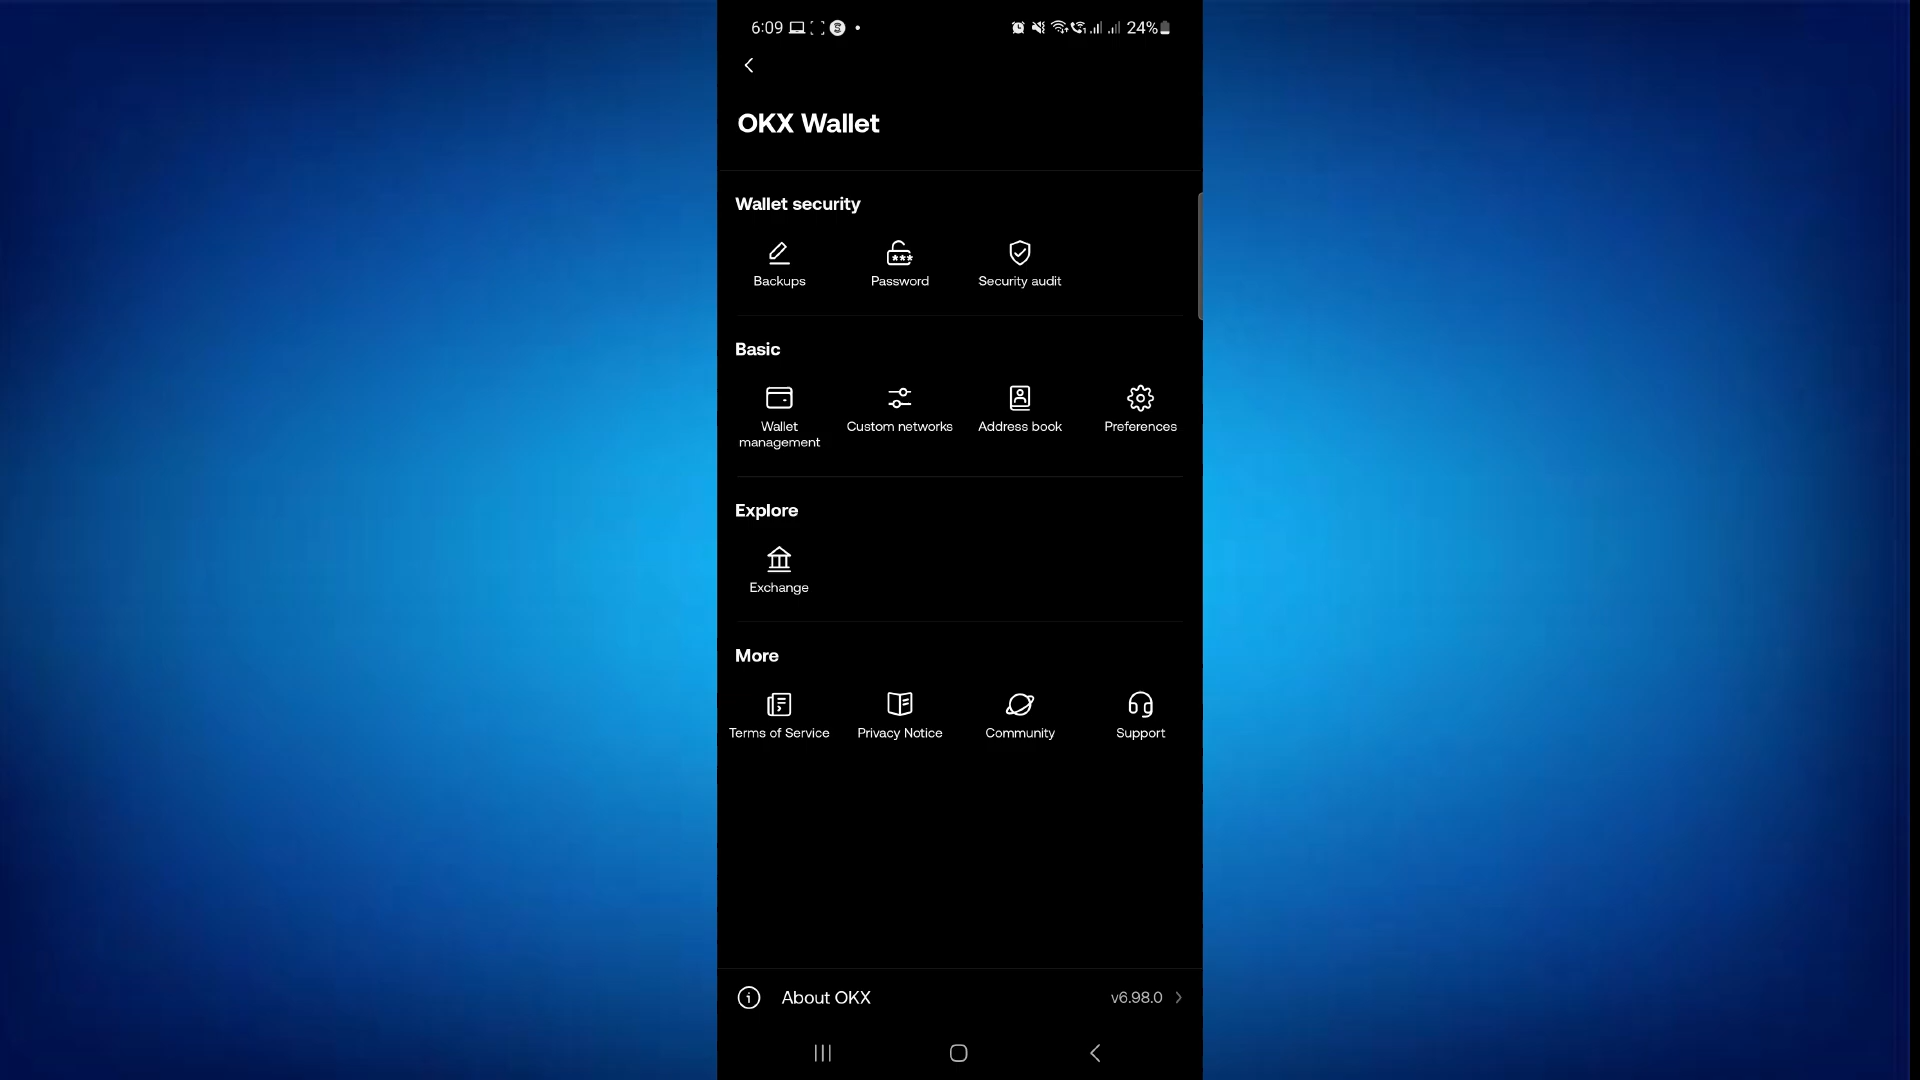 6:09 24%
OKX Wallet
Wallet security
Backups Password Security audit
Basic
Wallet management Custom networks Address book Preferences
Explore
Exchange
More
Terms of Service Privacy Notice Community Support
About OKX v6.98.0